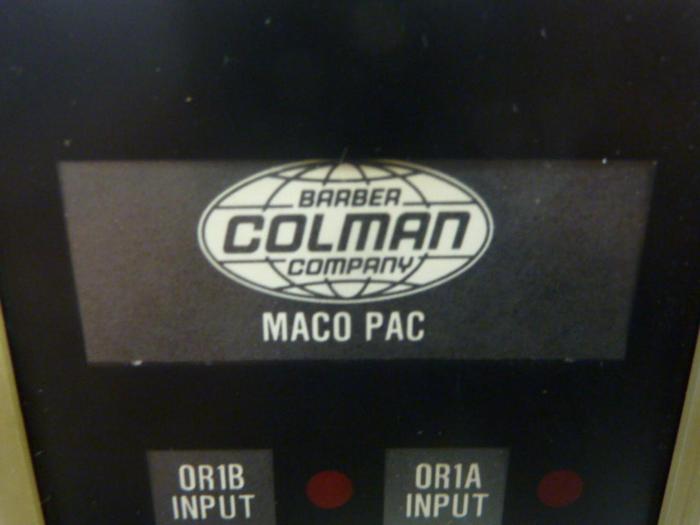 BARBER
COLMAN
COMPANY
MACO PAC
OR1B OR1A
INPUT INPUT